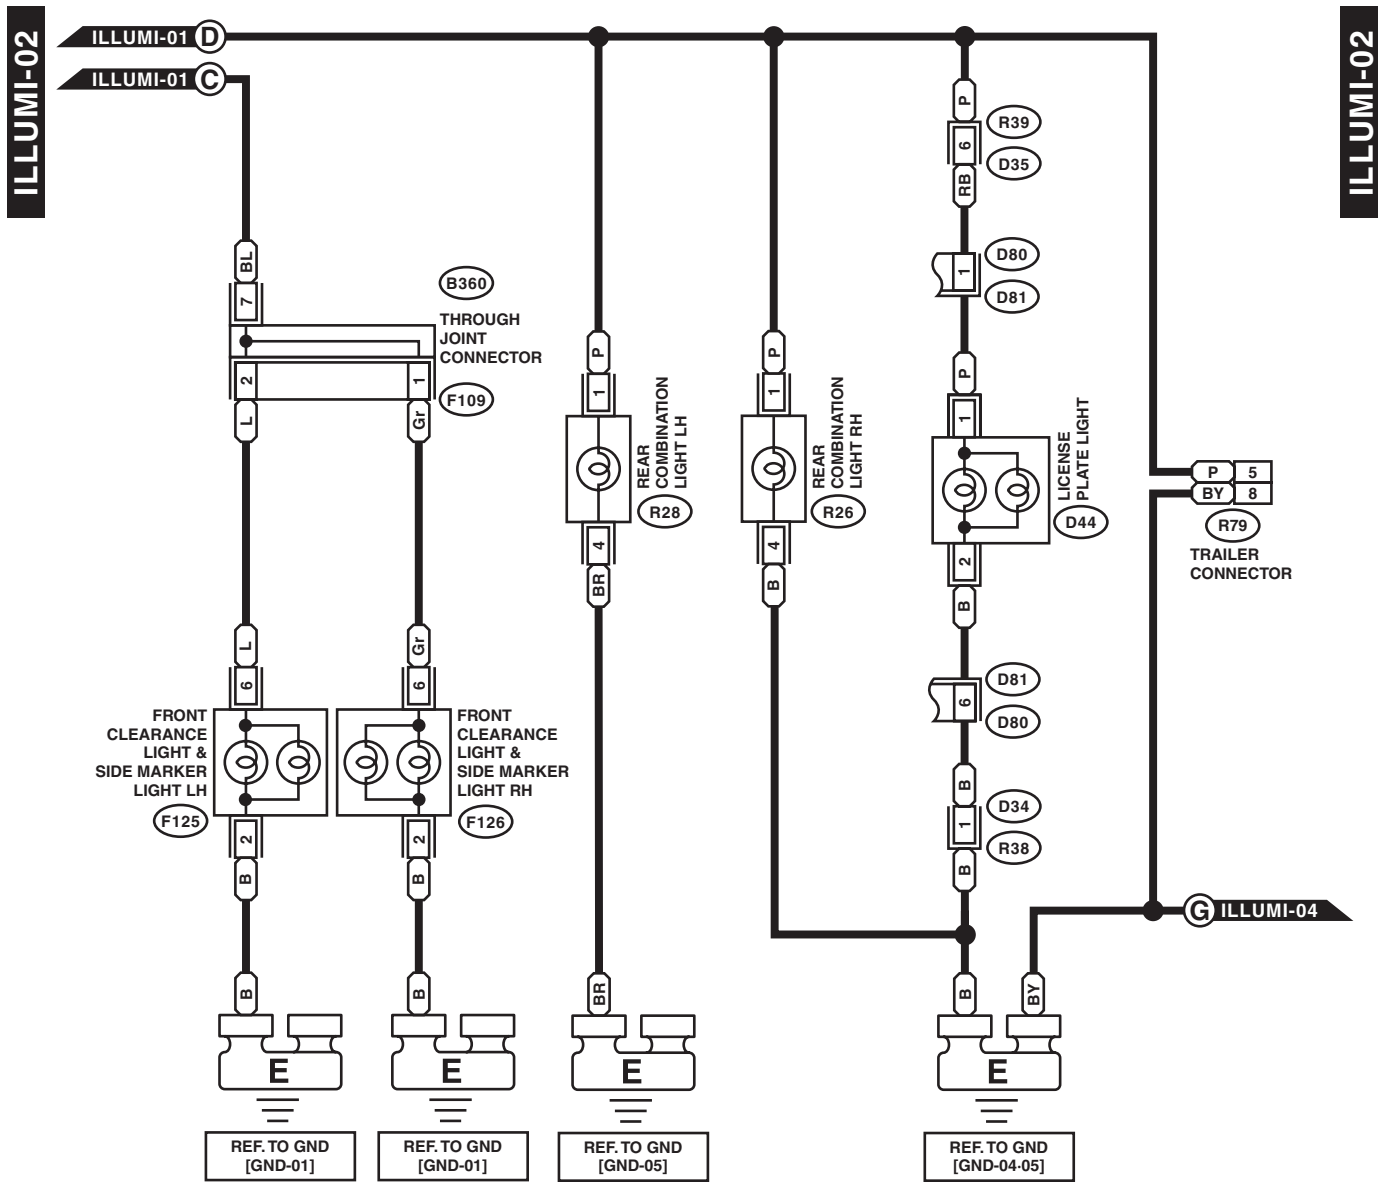 ILLUMI-02
ILLUMI-02
ILLUMI-01 D
ILLUMI-01 C
P
R39
6
D35
RB
D80
1
D81
BL
7
B360
THROUGH
JOINT
CONNECTOR
2
1
F109
L
Gr
P
1
REAR
COMBINATION
LIGHT LH
R28
4
BR
P
1
REAR
COMBINATION
LIGHT RH
R26
4
B
P
1
LICENSE
PLATE LIGHT
D44
2
B
P 5
BY 8
R79
TRAILER
CONNECTOR
L
6
Gr
6
FRONT
CLEARANCE
LIGHT &
SIDE MARKER
LIGHT LH
F125
2
B
FRONT
CLEARANCE
LIGHT &
SIDE MARKER
LIGHT RH
F126
2
B
D81
6
D80
B
D34
1
R38
B
G ILLUMI-04
B
B
BR
B
BY
E
E
E
E
REF. TO GND
[GND-01]
REF. TO GND
[GND-01]
REF. TO GND
[GND-05]
REF. TO GND
[GND-04·05]